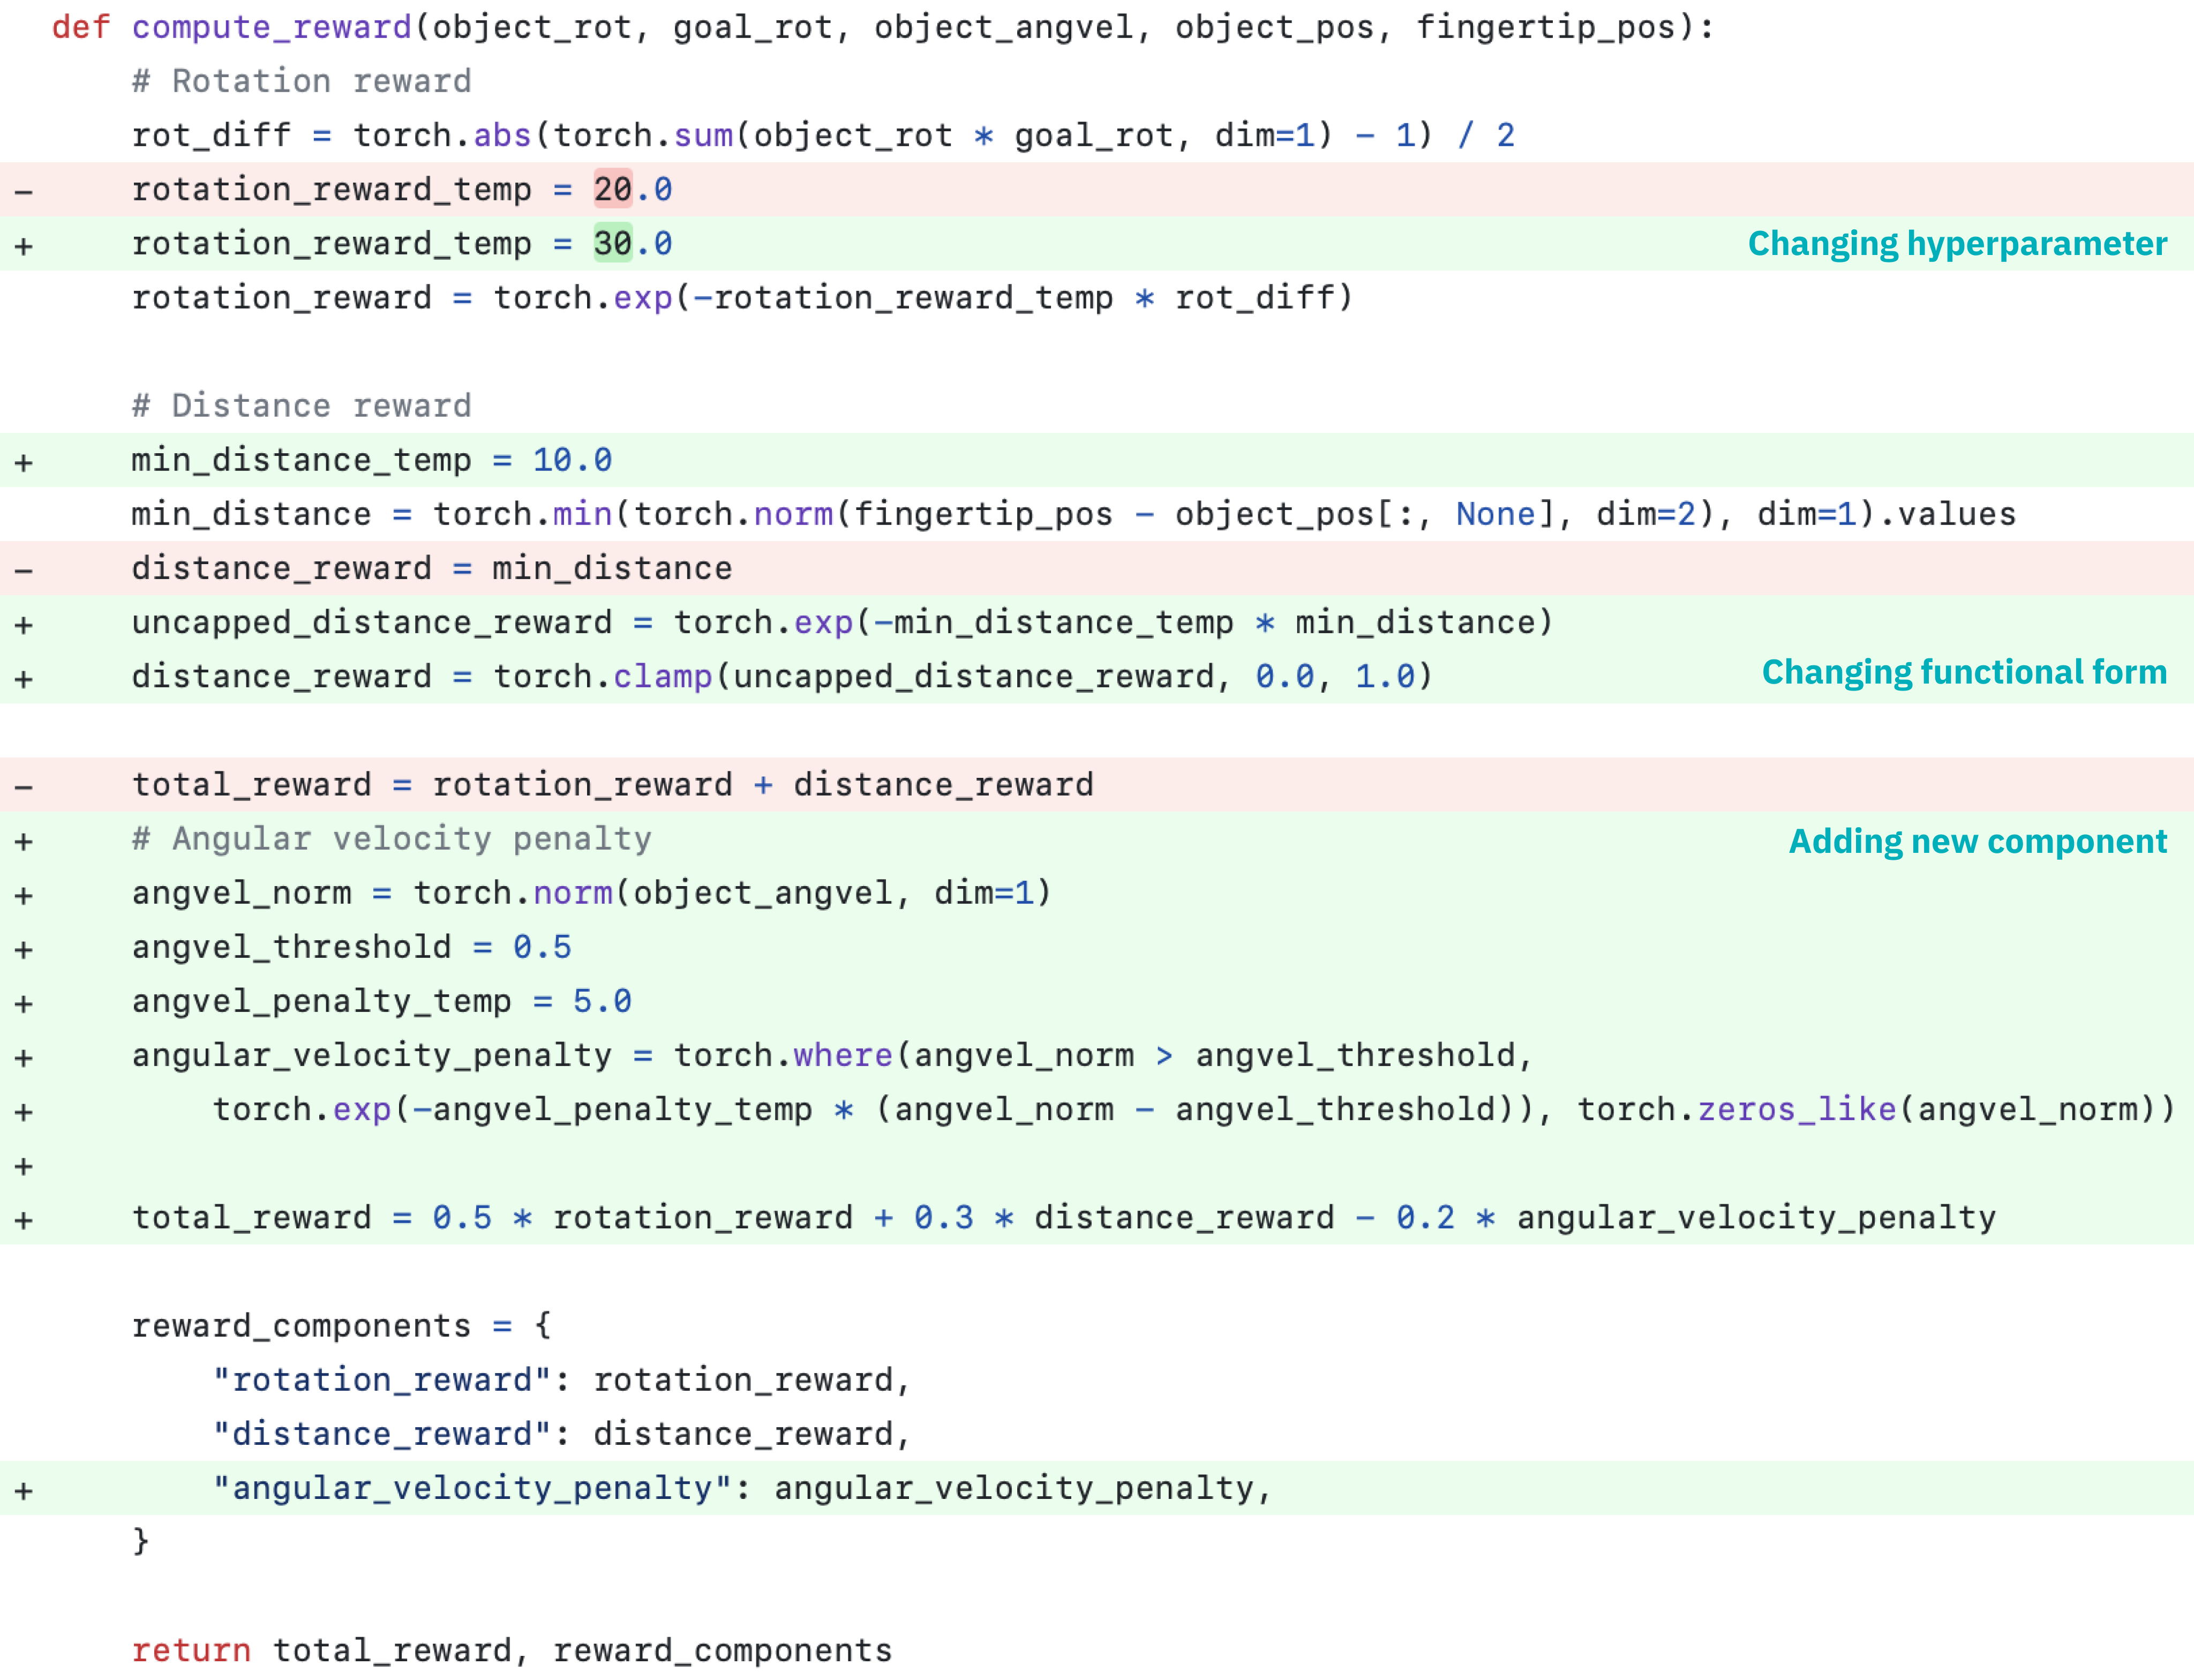 def compute_reward(object_rot, goal_rot, object_angvel, object_pos, fingertip_pos):
    # Rotation reward
    rot_diff = torch.abs(torch.sum(object_rot * goal_rot, dim=1) - 1) / 2
-    rotation_reward_temp = 20.0
+    rotation_reward_temp = 30.0 Changing hyperparameter
    rotation_reward = torch.exp(-rotation_reward_temp * rot_diff)
    # Distance reward
+    min_distance_temp = 10.0
    min_distance = torch.min(torch.norm(fingertip_pos - object_pos[:, None], dim=2), dim=1).values
-    distance_reward = min_distance
+    uncapped_distance_reward = torch.exp(-min_distance_temp * min_distance)
+    distance_reward = torch.clamp(uncapped_distance_reward, 0.0, 1.0) Changing functional form
-    total_reward = rotation_reward + distance_reward
+    # Angular velocity penalty Adding new component
+    angvel_norm = torch.norm(object_angvel, dim=1)
+    angvel_threshold = 0.5
+    angvel_penalty_temp = 5.0
+    angular_velocity_penalty = torch.where(angvel_norm > angvel_threshold,
+        torch.exp(-angvel_penalty_temp * (angvel_norm - angvel_threshold)), torch.zeros_like(angvel_norm))
+
+    total_reward = 0.5 * rotation_reward + 0.3 * distance_reward - 0.2 * angular_velocity_penalty
    reward_components = {
        "rotation_reward": rotation_reward,
        "distance_reward": distance_reward,
+        "angular_velocity_penalty": angular_velocity_penalty,
    }
    return total_reward, reward_components